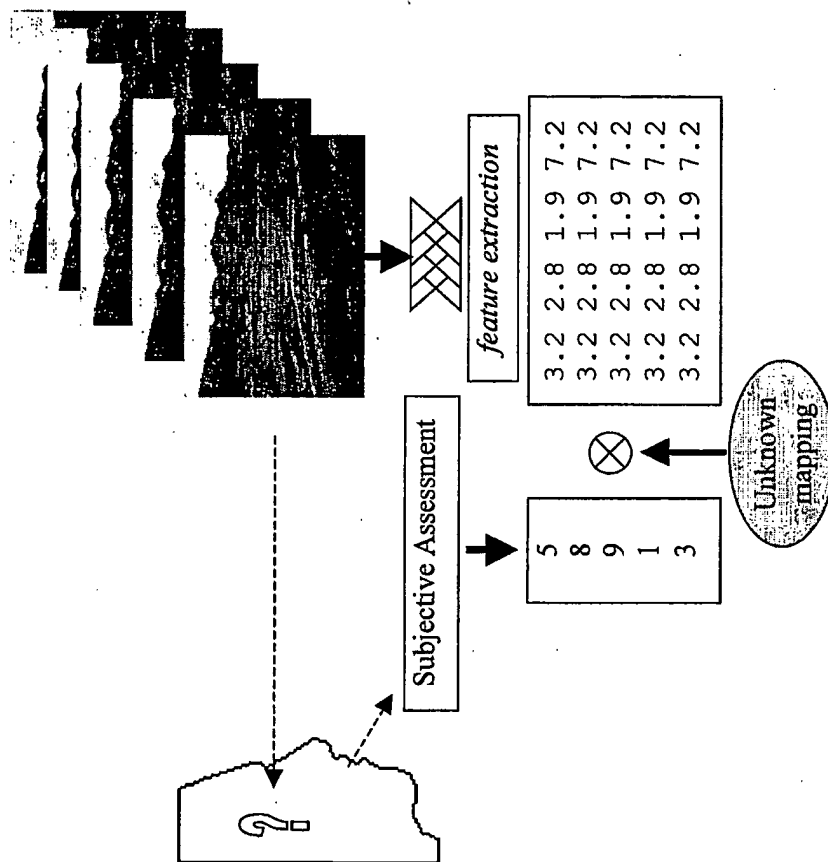 ?
Subjective Assessment
feature extraction
5
8
9
1
3
3.2 2.8 1.9 7.2
3.2 2.8 1.9 7.2
3.2 2.8 1.9 7.2
3.2 2.8 1.9 7.2
3.2 2.8 1.9 7.2
Unknown
mapping